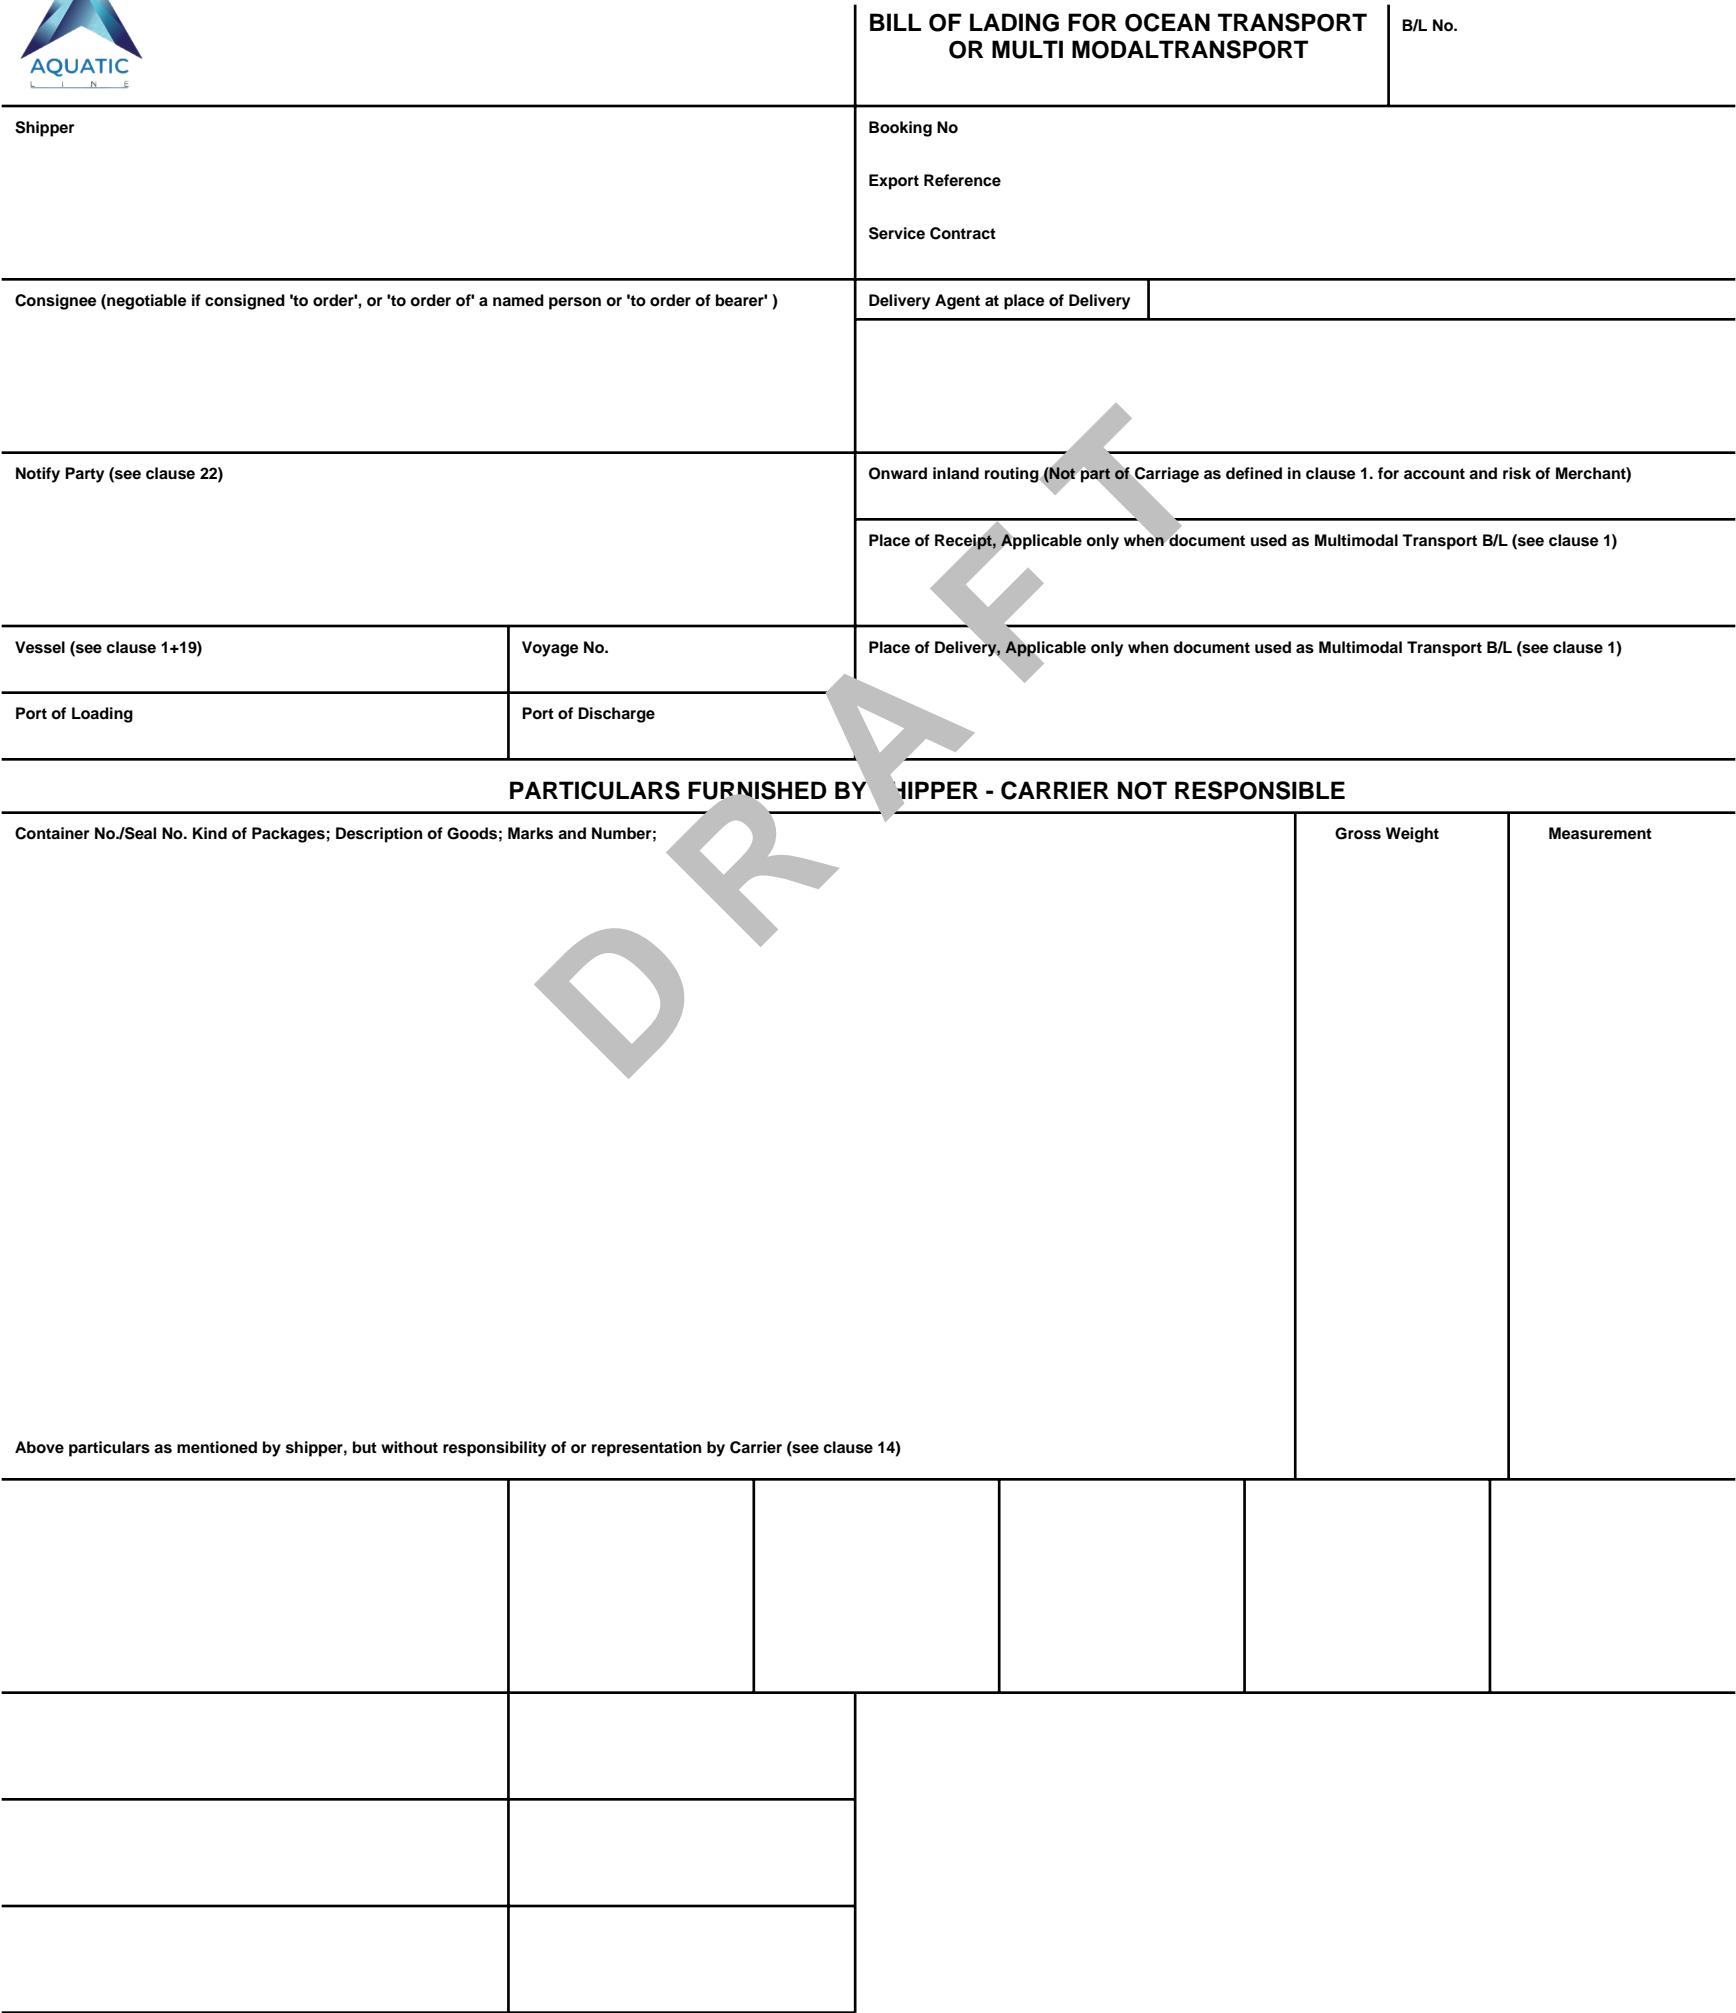 AQUATIC
LINE
BILL OF LADING FOR OCEAN TRANSPORT
OR MULTI MODALTRANSPORT
B/L No.
Shipper
Booking No
Export Reference
Service Contract
Consignee (negotiable if consigned 'to order', or 'to order of' a named person or 'to order of bearer' )
Delivery Agent at place of Delivery
Notify Party (see clause 22)
Onward inland routing (Not part of Carriage as defined in clause 1. for account and risk of Merchant)
Place of Receipt, Applicable only when document used as Multimodal Transport B/L (see clause 1)
Vessel (see clause 1+19)
Voyage No.
Place of Delivery, Applicable only when document used as Multimodal Transport B/L (see clause 1)
Port of Loading
Port of Discharge
PARTICULARS FURNISHED BY SHIPPER - CARRIER NOT RESPONSIBLE
Container No./Seal No. Kind of Packages; Description of Goods; Marks and Number;
Gross Weight
Measurement
DRAFT
Above particulars as mentioned by shipper, but without responsibility of or representation by Carrier (see clause 14)